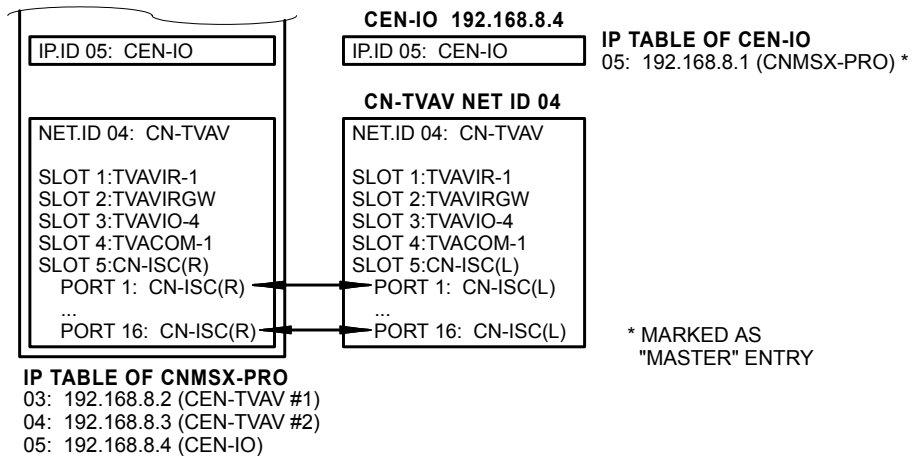 IP.ID 05: CEN-IO
NET.ID 04: CN-TVAV
SLOT 1:TVAVIR-1
SLOT 2:TVAVIRGW
SLOT 3:TVAVIO-4
SLOT 4:TVACOM-1
SLOT 5:CN-ISC(R)
PORT 1: CN-ISC(R)
...
PORT 16: CN-ISC(R)
IP TABLE OF CNMSX-PRO
03: 192.168.8.2 (CEN-TVAV #1)
04: 192.168.8.3 (CEN-TVAV #2)
05: 192.168.8.4 (CEN-IO)
CEN-IO 192.168.8.4
IP.ID 05: CEN-IO
CN-TVAV NET ID 04
NET.ID 04: CN-TVAV
SLOT 1:TVAVIR-1
SLOT 2:TVAVIRGW
SLOT 3:TVAVIO-4
SLOT 4:TVACOM-1
SLOT 5:CN-ISC(L)
PORT 1: CN-ISC(L)
...
PORT 16: CN-ISC(L)
IP TABLE OF CEN-IO
05: 192.168.8.1 (CNMSX-PRO) *
* MARKED AS
"MASTER" ENTRY